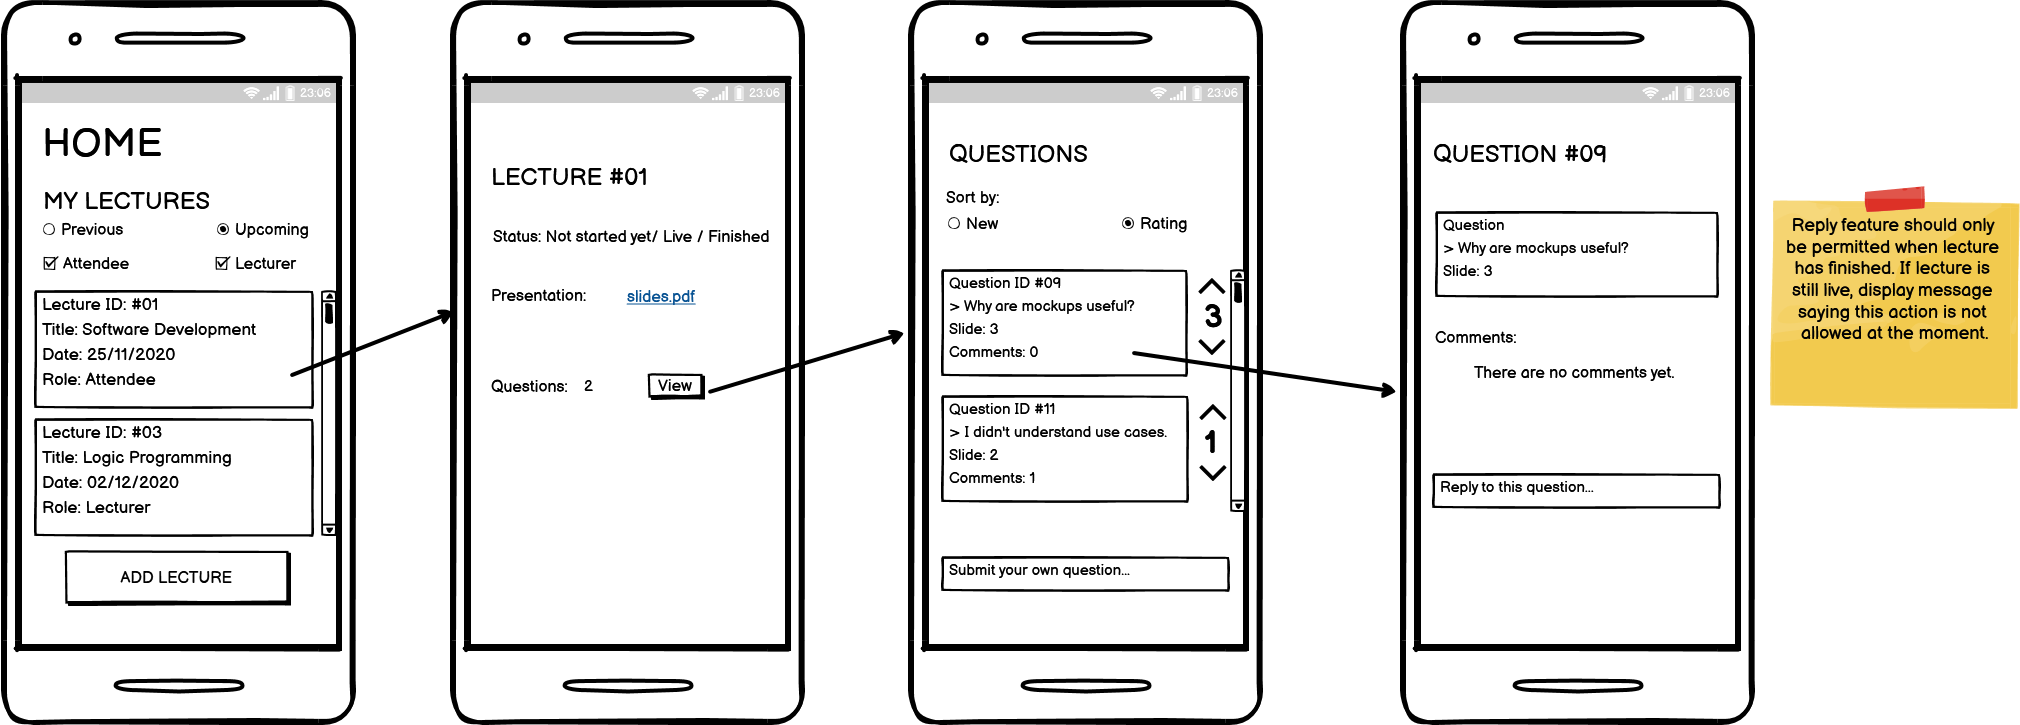 23:06
HOME
MY LECTURES
Previous Upcoming
Attendee Lecturer
Lecture ID: #01
Title: Software Development
Date: 25/11/2020
Role: Attendee
Lecture ID: #03
Title: Logic Programming
Date: 02/12/2020
Role: Lecturer
ADD LECTURE
23:06
LECTURE #01
Status: Not started yet/ Live / Finished
Presentation: slides.pdf
Questions: 2 View
23:06
QUESTIONS
Sort by:
New Rating
Question ID #09
> Why are mockups useful?
Slide: 3
Comments: 0
3
Question ID #11
> I didn't understand use cases.
Slide: 2
Comments: 1
1
Submit your own question...
23:06
QUESTION #09
Question
> Why are mockups useful?
Slide: 3
Comments:
There are no comments yet.
Reply to this question...
Reply feature should only
be permitted when lecture
has finished. If lecture is
still live, display message
saying this action is not
allowed at the moment.